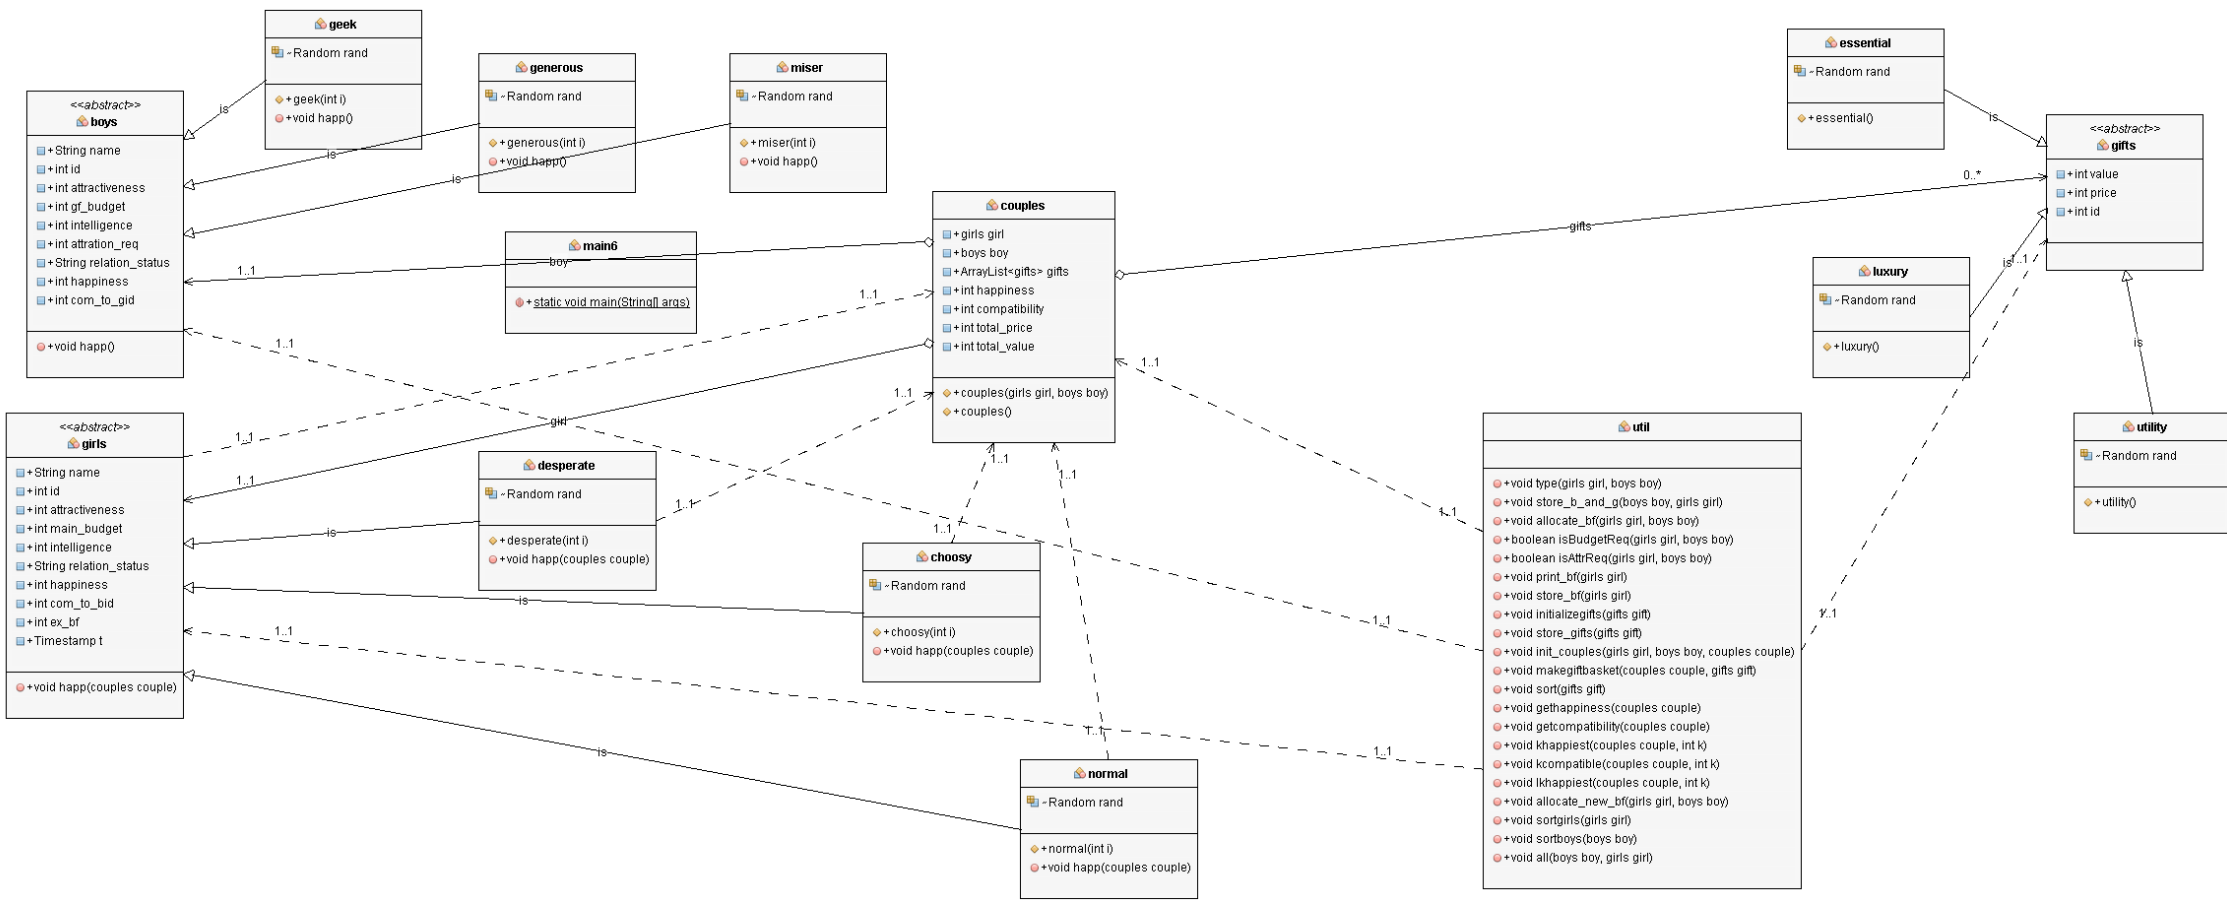 geek
~Random rand
+geek(int i)
+void happ()
generous
~Random rand
+generous(int i)
+void happ()
miser
~Random rand
+miser(int i)
+void happ()
essential
~Random rand
+essential()
<<abstract>>
boys
+String name
+int id
+int attractiveness
+int gf_budget
+int intelligence
+int attration_req
+String relation_status
+int happiness
+int com_to_gid
+void happ()
is
is
is
main6
+static void main(String[] args)
boy
1..1
couples
+girls girl
+boys boy
+ArrayList<gifts> gifts
+int happiness
+int compatibility
+int total_price
+int total_value
+couples(girls girl, boys boy)
+couples()
gifts
0..*
<<abstract>>
gifts
+int value
+int price
+int id
is
is
1..1
is
luxury
~Random rand
+luxury()
utility
~Random rand
+utility()
1..1
1..1
1..1
1..1
girl
1..1
<<abstract>>
girls
+String name
+int id
+int attractiveness
+int main_budget
+int intelligence
+String relation_status
+int happiness
+int com_to_bid
+int ex_bf
+Timestamp t
+void happ(couples couple)
desperate
~Random rand
+desperate(int i)
+void happ(couples couple)
is
1..1
1..1
choosy
~Random rand
+choosy(int i)
+void happ(couples couple)
is
1..1
1..1
normal
~Random rand
+normal(int i)
+void happ(couples couple)
is
1..1
1..1
1..1
1..1
1..1
1..1
1..1
1..1
util
+void type(girls girl, boys boy)
+void store_b_and_g(boys boy, girls girl)
+void allocate_bf(girls girl, boys boy)
+boolean isBudgetReq(girls girl, boys boy)
+boolean isAttrReq(girls girl, boys boy)
+void print_bf(girls girl)
+void store_bf(girls girl)
+void initializegifts(gifts gift)
+void store_gifts(gifts gift)
+void init_couples(girls girl, boys boy, couples couple)
+void makegiftbasket(couples couple, gifts gift)
+void sort(gifts gift)
+void gethappiness(couples couple)
+void getcompatibility(couples couple)
+void khappiest(couples couple, int k)
+void kcompatible(couples couple, int k)
+void lkhappiest(couples couple, int k)
+void allocate_new_bf(girls girl, boys boy)
+void sortgirls(girls girl)
+void sortboys(boys boy)
+void all(boys boy, girls girl)